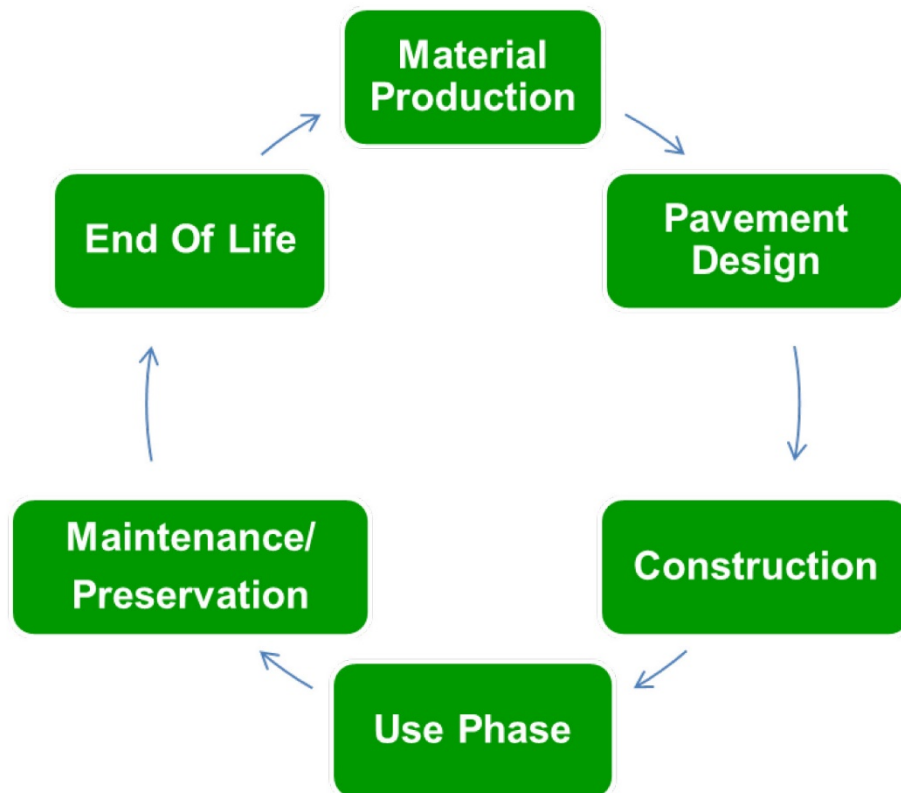 Material
Production
Pavement
Design
Construction
Use Phase
Maintenance/
Preservation
End Of Life